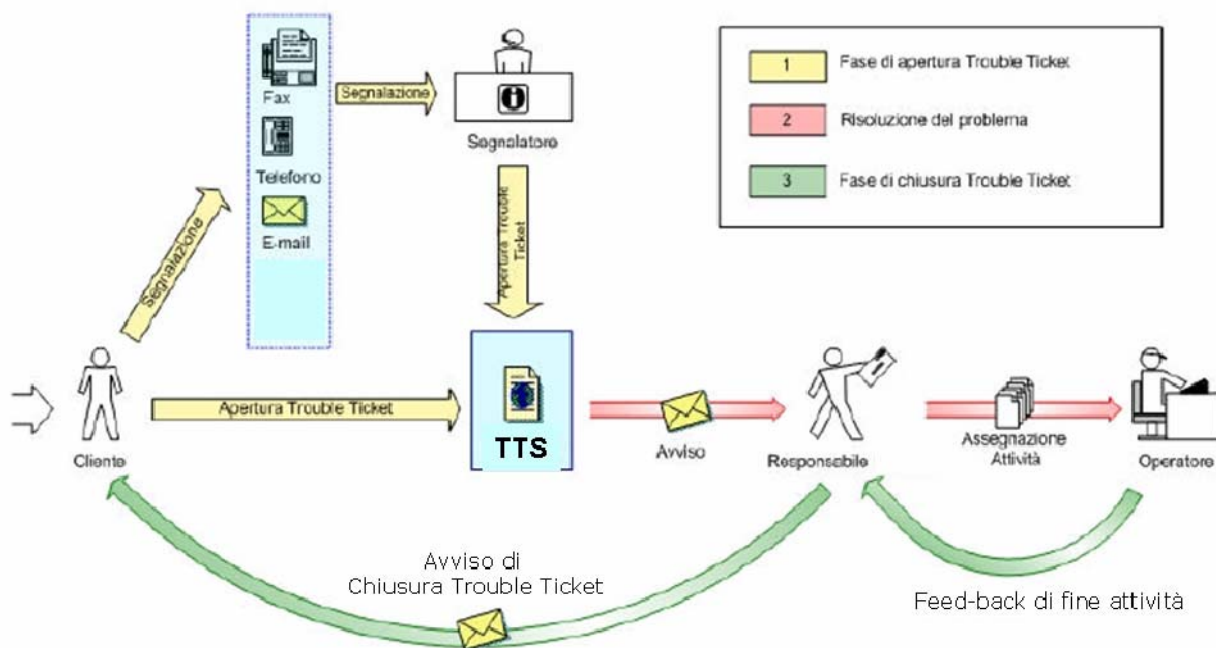 Fax
Telefono
E-mail
Segnalazione
Segnalatore
1
Fase di apertura Trouble Ticket
2
Risoluzione del problema
3
Fase di chiusura Trouble Ticket
Segnalazione
Apertura Trouble
Ticket
Cliente
Apertura Trouble Ticket
TTS
Avviso
Responsabile
Assegnazione
Attività
Operatore
Avviso di
Chiusura Trouble Ticket
Feed-back di fine attività